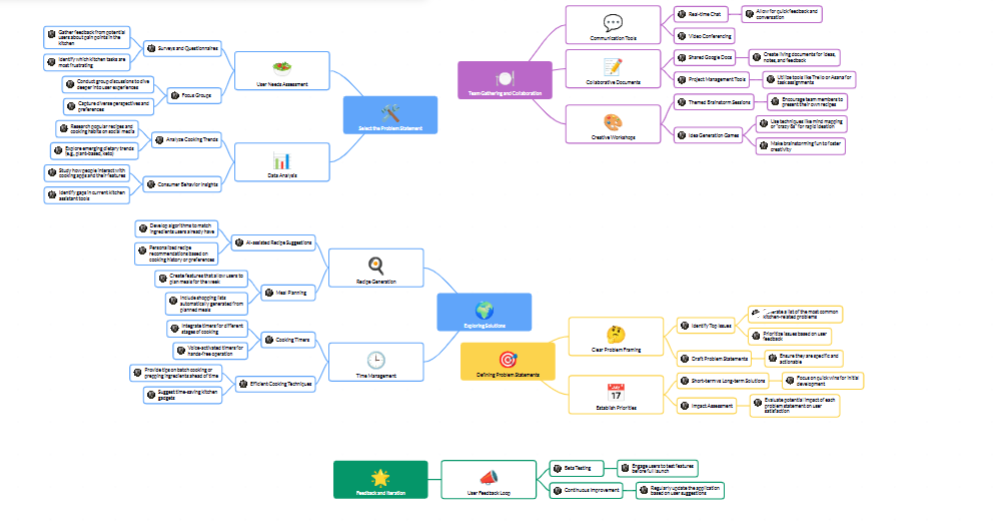 Gather feedback from potential
users about pain points in the
kitchen
Identify which kitchen tasks are
most frustrating
Surveys and Questionnaires
Conduct group discussions to dive
deeper into user experiences
Capture diverse perspectives and
preferences
Focus Groups
User Needs Assessment
Research popular recipes and
cooking habits on social media
Explore emerging dietary trends
(e.g., plant-based, keto)
Analyze Cooking Trends
Study how people interact with
cooking apps and their features
Identify gaps in current kitchen
assistant tools
Consumer Behavior Insights
Data Analysis
Select the Problem Statement
Team Gathering and Collaboration
Communication Tools
Real-time Chat
Allow for quick feedback and
conversation
Video Conferencing
Collaborative Documents
Shared Google Docs
Create living documents for ideas,
notes, and feedback
Project Management Tools
Utilize tools like Trello or Asana for
task assignments
Creative Workshops
Themed Brainstorm Sessions
Encourage team members to
present their own recipes
Idea Generation Games
Use techniques like mind mapping
or "crazy 8s" for rapid ideation
Make brainstorming fun to foster
creativity
Develop algorithms to match
ingredients users already have
Personalized recipe
recommendations based on
cooking history or preferences
AI-assisted Recipe Suggestions
Create features that allow users to
plan meals for the week
Include shopping lists
automatically generated from
planned meals
Meal Planning
Recipe Generation
Integrate timers for different
stages of cooking
Voice-activated timers for
hands-free operation
Cooking Timers
Provide tips on batch cooking or
prepping ingredients ahead of time
Suggest time-saving kitchen
gadgets
Efficient Cooking Techniques
Time Management
Exploring Solutions
Defining Problem Statements
Clear Problem Framing
Identify Top Issues
a list of the most common
kitchen-related problems
Prioritize issues based on user
feedback
Draft Problem Statements
Ensure they are specific and
actionable
Establish Priorities
Short-term vs Long-term Solutions
Focus on quick wins for initial
development
Impact Assessment
Evaluate potential impact of each
problem statement on user
satisfaction
Feedback and Iteration
User Feedback Loop
Beta Testing
Engage users to test features
before full launch
Continuous Improvement
Regularly update the application
based on user suggestions